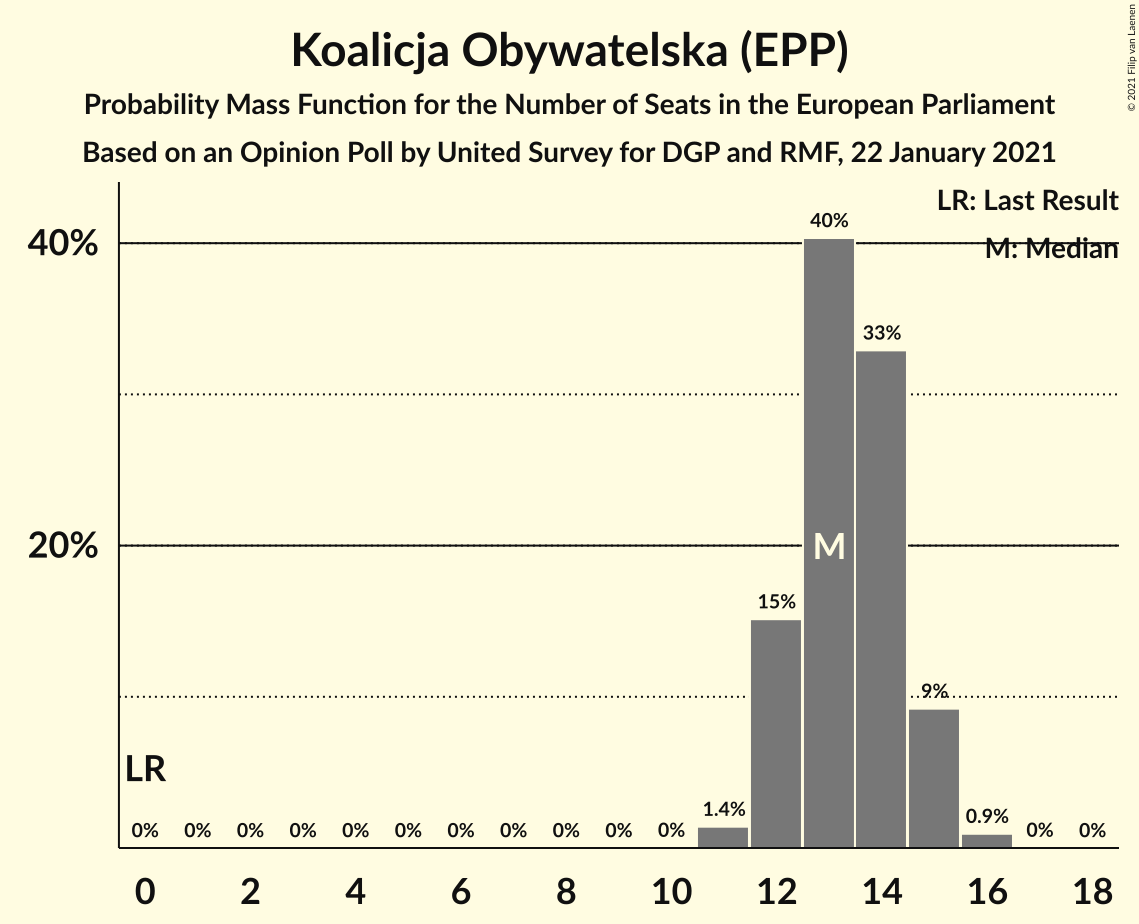 Koalicja Obywatelska (EPP)
Probability Mass Function for the Number of Seats in the European Parliament
Based on an Opinion Poll by United Survey for DGP and RMF, 22 January 2021
© 2021 Filip van Laenen
LR: Last Result
M: Median
40%
20%
40%
33%
M
15%
9%
LR
0% 0% 0% 0% 0% 0% 0% 0% 0% 0% 0% 1.4% 0.9% 0% 0%
0 2 4 6 8 10 12 14 16 18